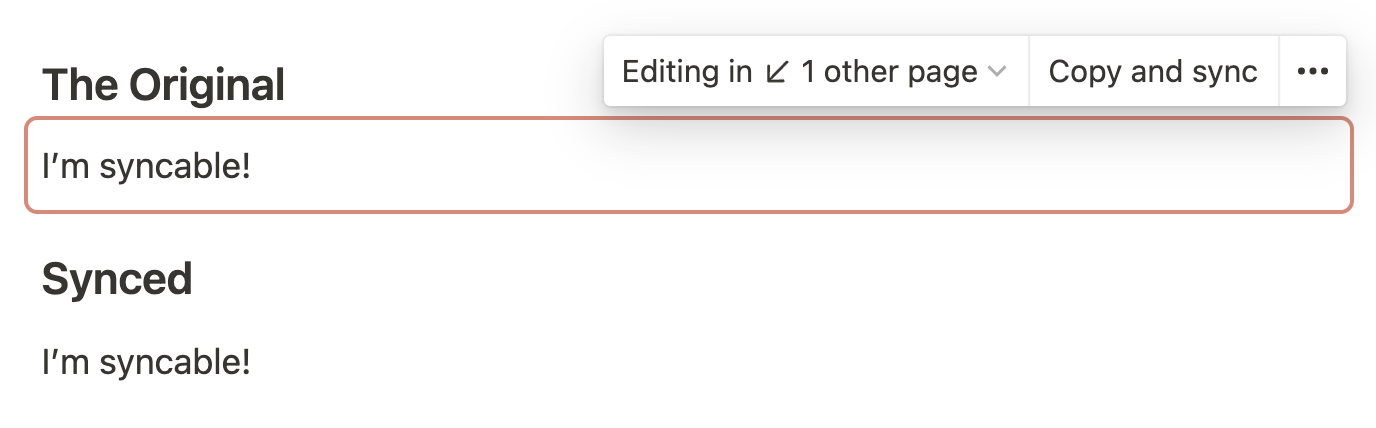 The Original
Editing in ↙ 1 other page
Copy and sync
•••
I’m syncable!
Synced
I’m syncable!